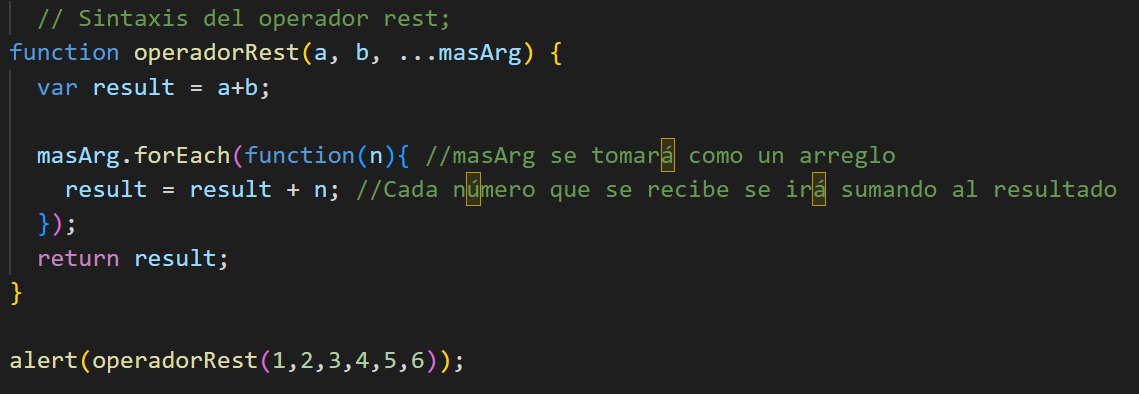 // Sintaxis del operador rest;
function operadorRest(a, b, ...masArg) {
var result = a+b;
masArg.forEach(function(n){ //masArg se tomará como un arreglo
result = result + n; //Cada número que se recibe se irá sumando al resultado
});
return result;
}
alert(operadorRest(1,2,3,4,5,6));